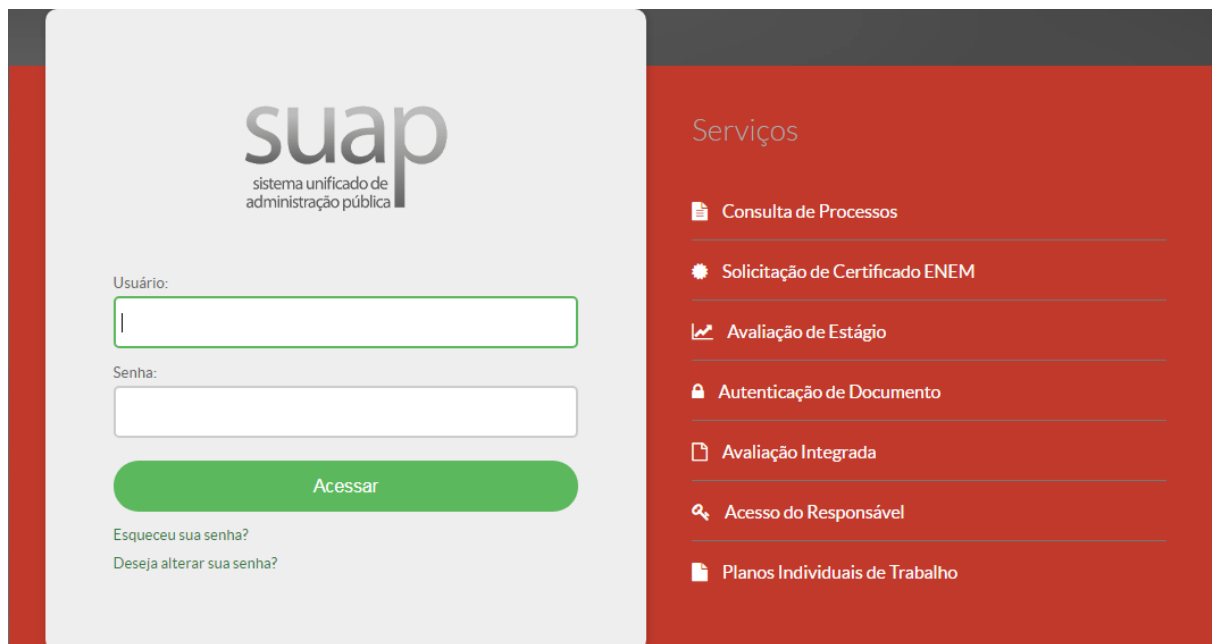 suap
sistema unificado de
administração pública
Usuário:
Senha:
Acessar
Esqueceu sua senha?
Deseja alterar sua senha?
Serviços
Consulta de Processos
Solicitação de Certificado ENEM
Avaliação de Estágio
Autenticação de Documento
Avaliação Integrada
Acesso do Responsável
Planos Individuais de Trabalho